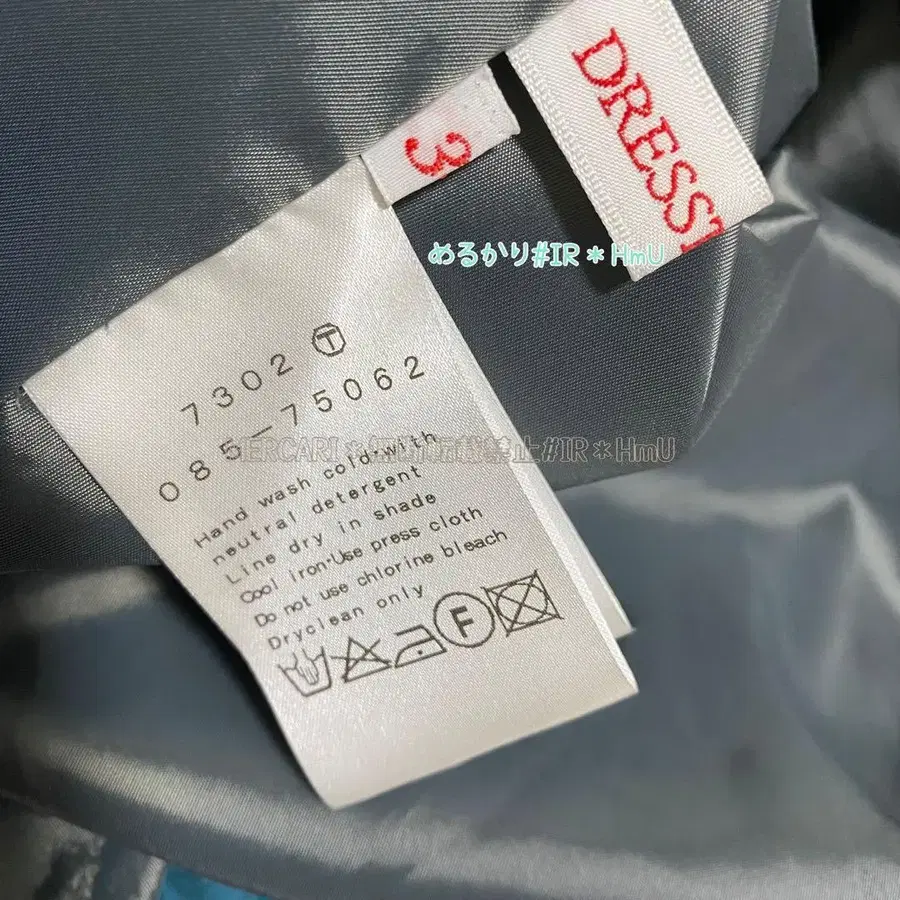 DRESST
3
めるかり#IR＊HmU
7302 T
085-75062
MERCARI＊無断転載禁止#IR＊HmU
Hand wash cold·with
neutral detergent
Line dry in shade
Cool iron·Use press cloth
Do not use chlorine bleach
Dryclean only
F